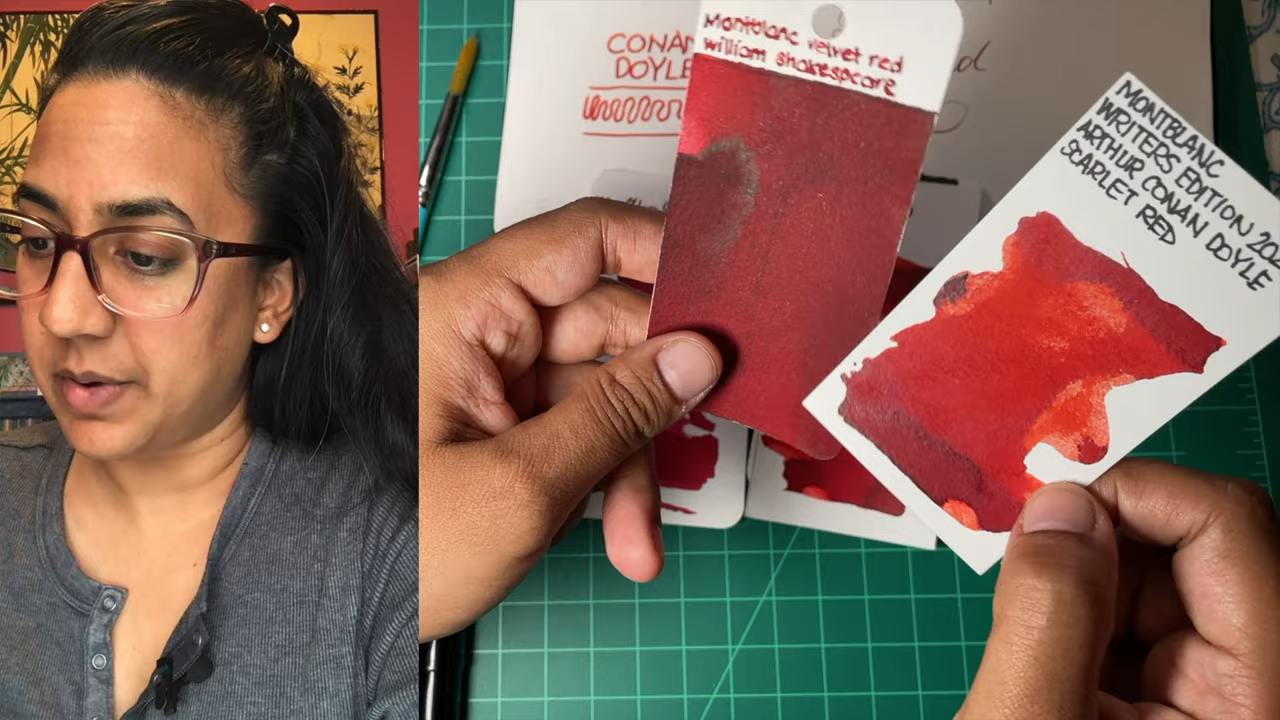 CONAN
DOYLE
Montblanc velvet red
william shakespeare
MONTBLANC
WRITERS EDITION
ARTHUR CONAN DOYLE
SCARLET RED